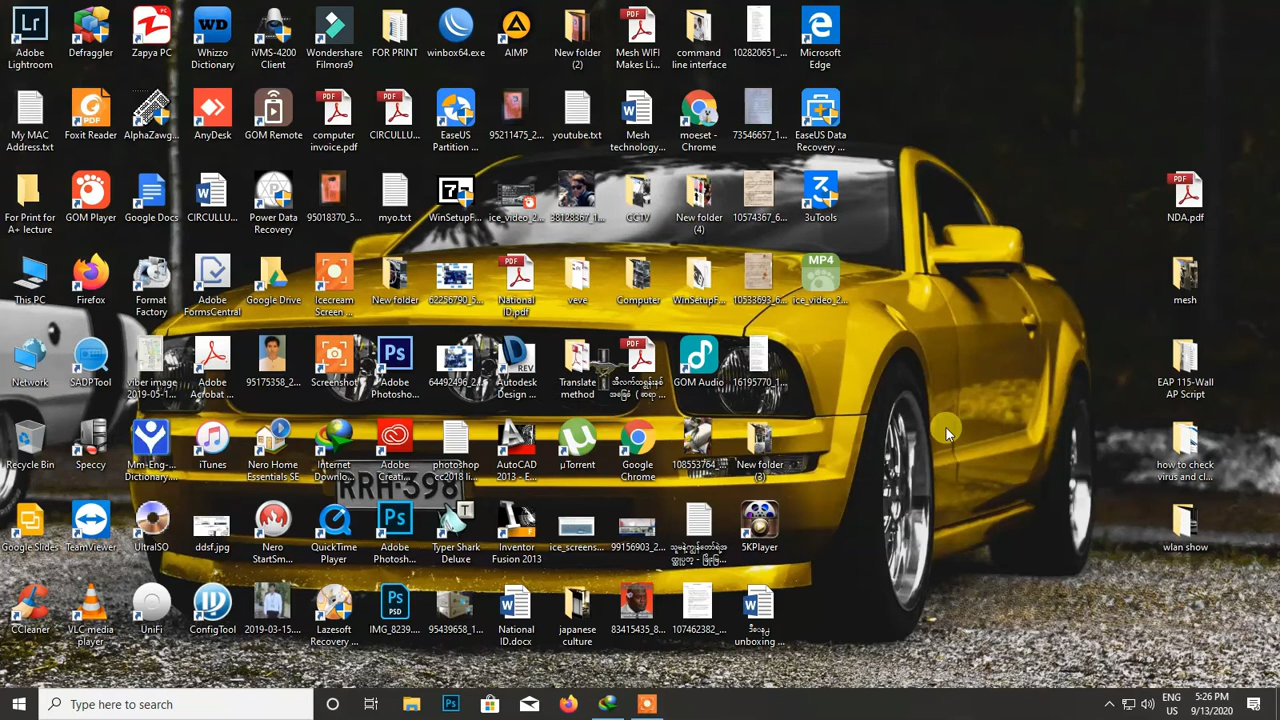 Adobe Lightroom
Defraggler
Zapya PC
Whizzo Dictionary
iVMS-4200 Client
Wondershare Filmora9
FOR PRINT
winbox64.exe
AIMP
New folder (2)
Mesh WIFI Makes Li...
command line interface
102820651_...
Microsoft Edge
My MAC Address.txt
Foxit Reader
AlphaZawg...
AnyDesk
GOM Remote
computer invoice.pdf
CIRCULLU...
EaseUS Partition ...
95211475_2...
youtube.txt
Mesh technology...
moeset - Chrome
73546657_1...
EaseUS Data Recovery ...
For Print for A+ lecture
GOM Player
Google Docs
CIRCULLU...
Power Data Recovery
95018370_5...
myo.txt
WinSetupF...
ice_video_2...
38128367_1...
CCTV
New folder (4)
10574367_6...
3uTools
NDA.pdf
This PC
Firefox
Format Factory
Adobe FormsCentral
Google Drive
Icecream Screen ...
New folder
62256790_5...
National ID.pdf
veve
Computer
WinSetupF...
10533693_6...
MP4
ice_video_2...
mesh
Network
SADPTool
viber image 2019-05-1...
Adobe Acrobat ...
95175358_2...
Screenshot
Adobe Photosho...
64492496_2...
Autodesk Design ...
Translate method
GOM Audio
16195770_1...
EAP 115-Wall AP Script
Recycle Bin
Speccy
Mm-Eng-... Dictionary...
iTunes
Nero Home Essentials SE
Internet Downlo...
Adobe Creati...
photoshop cc2018 li...
AutoCAD 2013 - E...
µTorrent
Google Chrome
108553764_...
New folder (3)
how to check virus and cl...
Google Slides
TeamViewer
UltraISO
ddsf.jpg
Nero StartSm...
QuickTime Player
Adobe Photosh...
Typer Shark Deluxe
Inventor Fusion 2013
ice_screens...
99156903_2...
5KPlayer
wlan show
CCleaner
VLC media player
UniFi
ConfigTool
2019-03-15....
Lazesoft Recovery ...
IMG_8239....
95439658_1...
National ID.docx
japanese culture
83415435_8...
107462382_...
unboxing ...
Type here to search
ENG
US
5:26 PM
9/13/2020